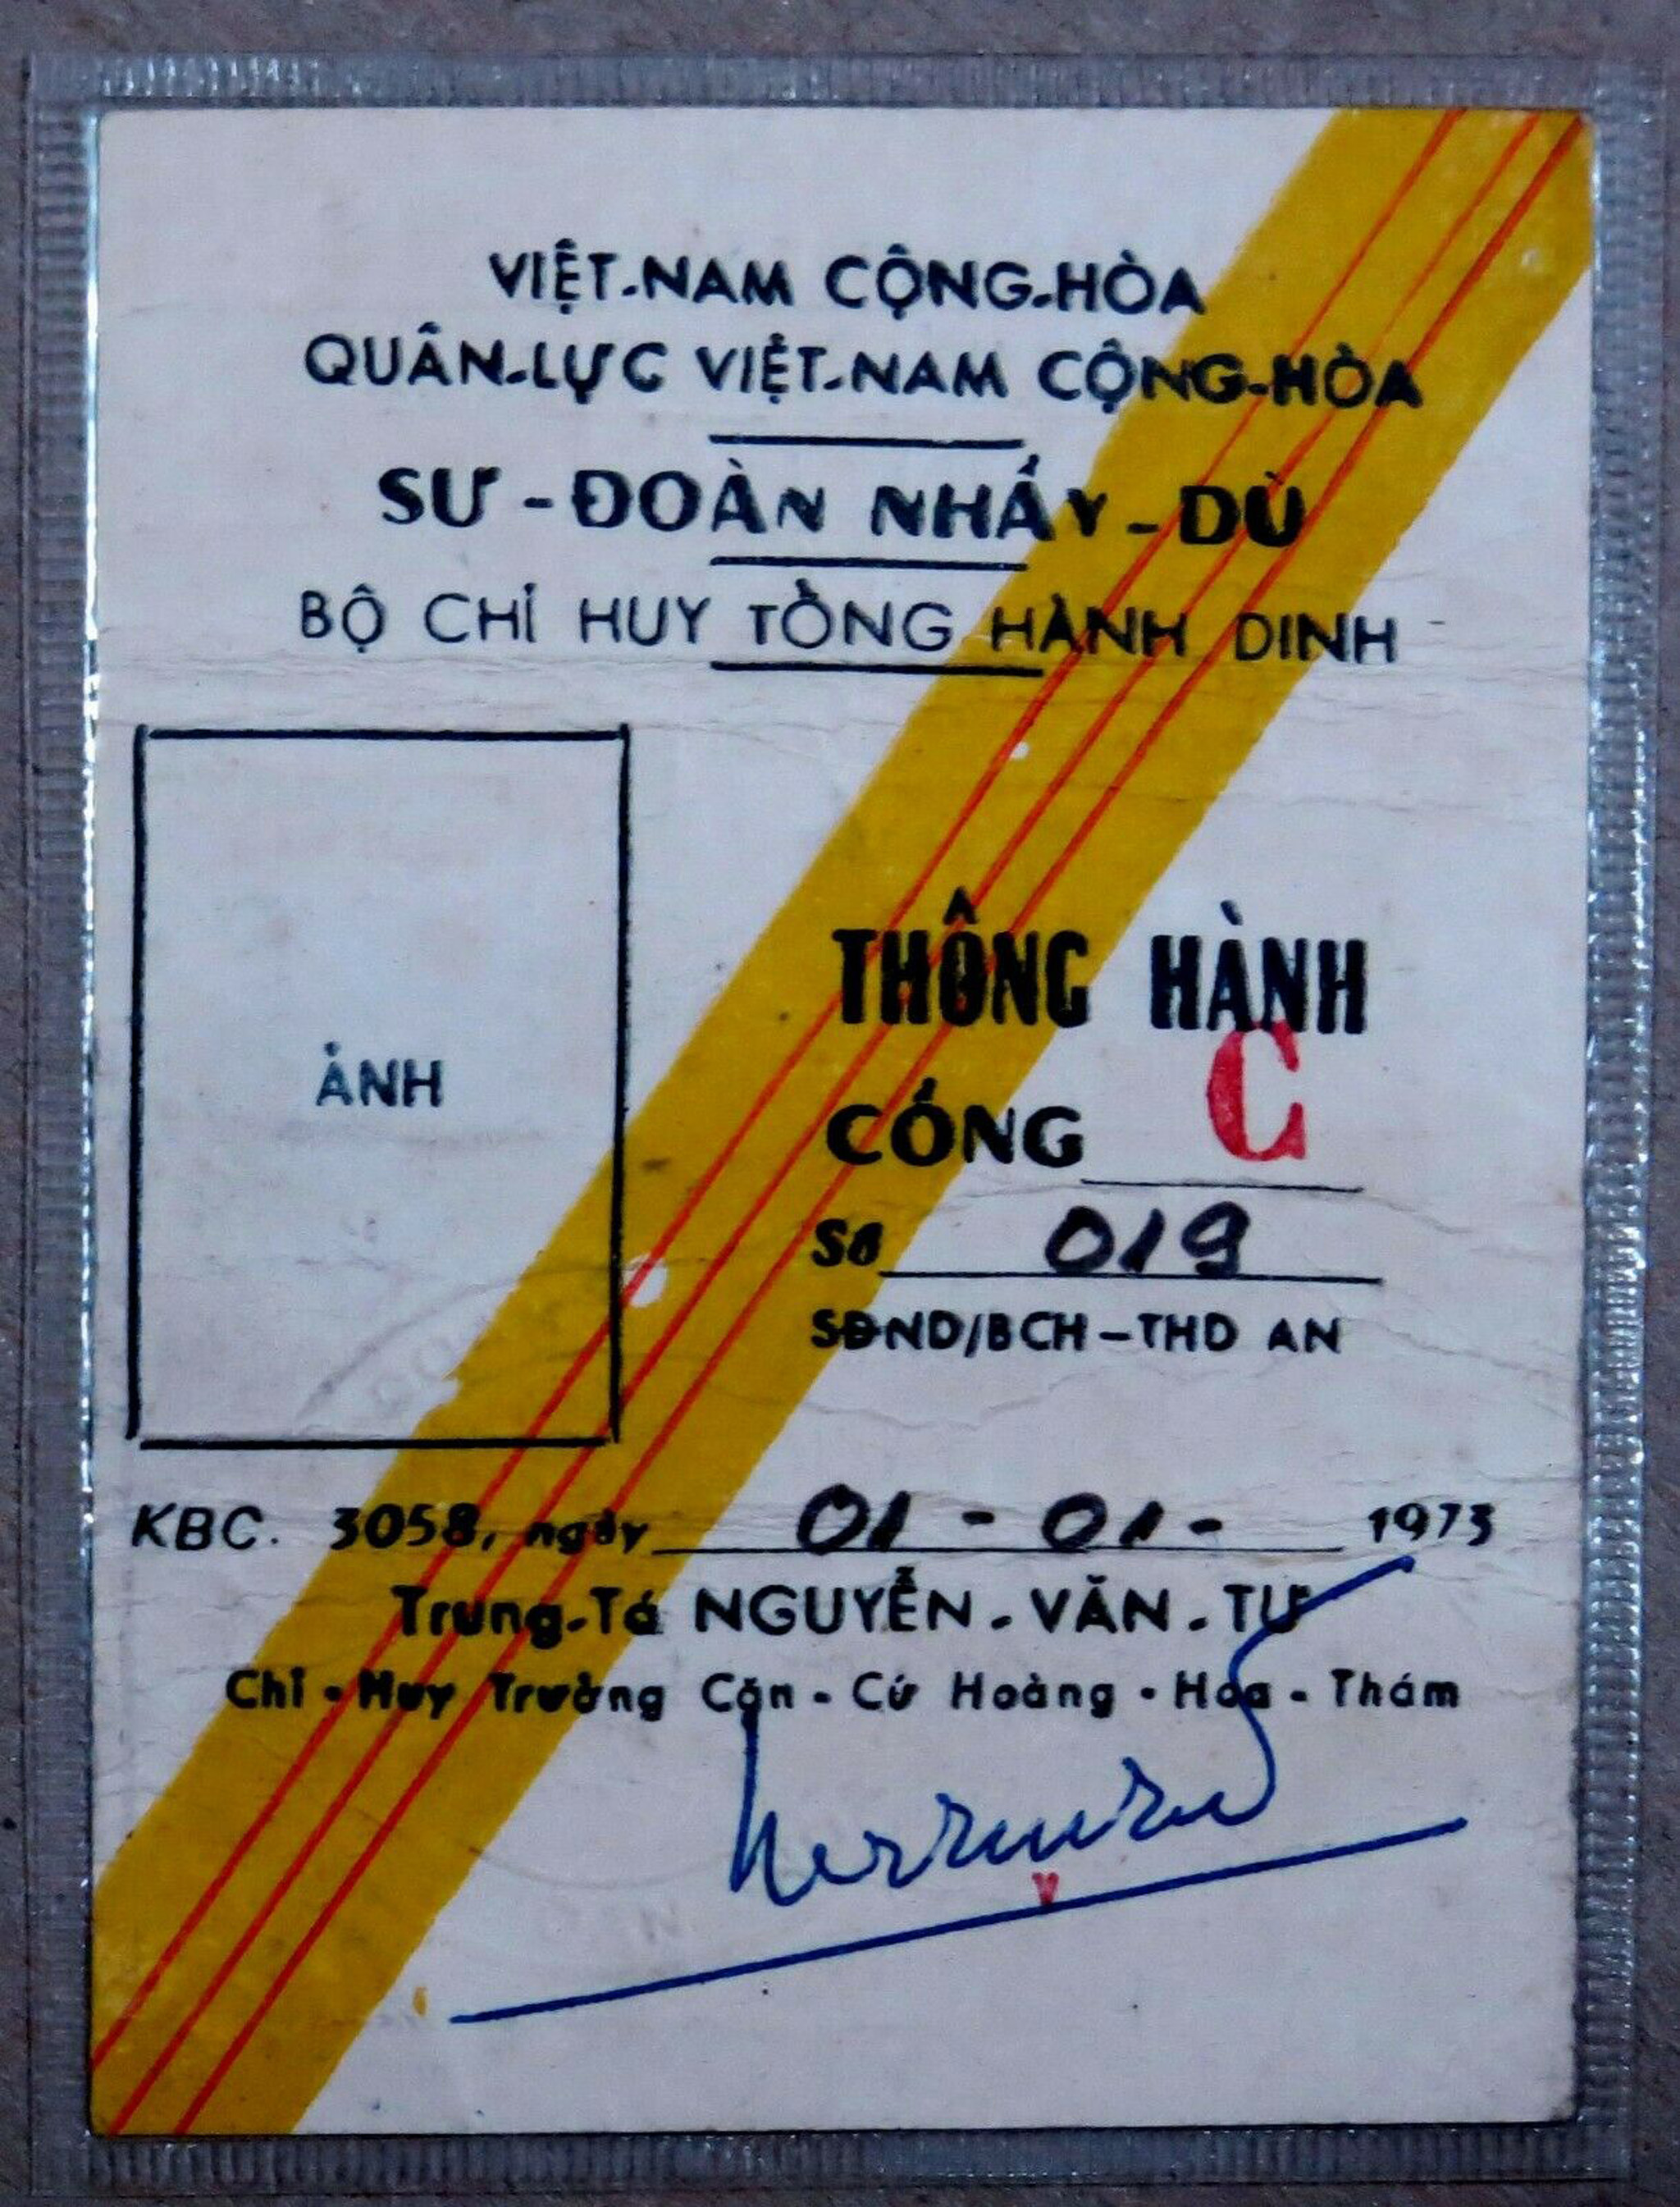 VIỆT-NAM CỘNG-HÒA
QUÂN-LỰC VIỆT-NAM CỘNG-HÒA
SƯ-ĐOÀN NHẢY-DÙ
BỘ CHỈ HUY TỔNG HÀNH DINH
ẢNH
THÔNG HÀNH
CỔNG C
Số 019
SĐND/BCH-THD AN
KBC. 3058, ngày 01-01-1973
Trung-Tá NGUYỄN-VĂN-TƯ
Chỉ-Huy Trưởng Căn-Cứ Hoàng-Hoa-Thám